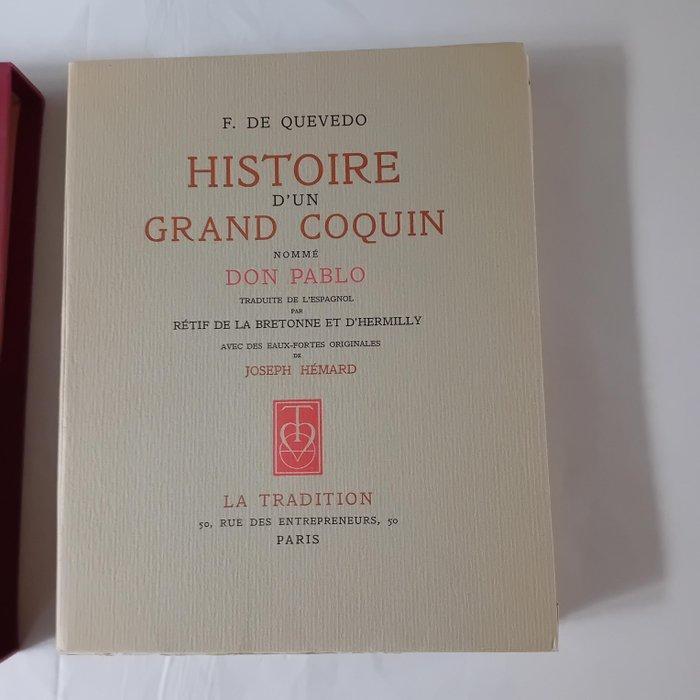 F. DE QUEVEDO
HISTOIRE
D'UN
GRAND COQUIN
NOMMÉ
DON PABLO
TRADUITE DE L'ESPAGNOL
PAR
RÉTIF DE LA BRETONNE ET D'HERMILLY
AVEC DES EAUX-FORTES ORIGINALES
DE
JOSEPH HÉMARD
LA TRADITION
50, RUE DES ENTREPRENEURS, 50
PARIS